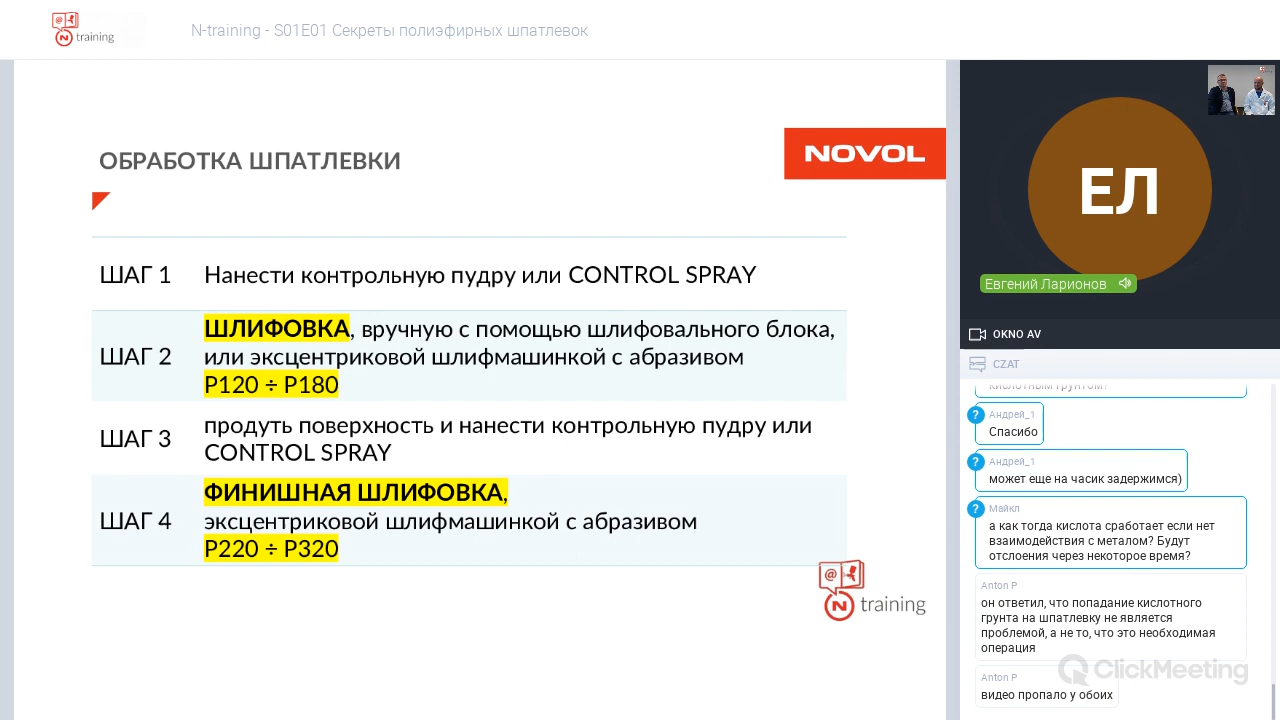 training
N-training - S01E01 Секреты полиэфирных шпатлевок
ОБРАБОТКА ШПАТЛЕВКИ
NOVOL
ШАГ 1
Нанести контрольную пудру или CONTROL SPRAY
ШАГ 2
ШЛИФОВКА, вручную с помощью шлифовального блока,
или эксцентриковой шлифмашинкой с абразивом
P120 ÷ P180
ШАГ 3
продуть поверхность и нанести контрольную пудру или
CONTROL SPRAY
ШАГ 4
ФИНИШНАЯ ШЛИФОВКА,
эксцентриковой шлифмашинкой с абразивом
P220 ÷ P320
@
N training
ЕЛ
Евгений Ларионов
OKNO AV
CZAT
кислотным грунтом?
Андрей_1
Спасибо
Андрей_1
может еще на часик задержимся)
Майкл
а как тогда кислота сработает если нет
взаимодействия с металом? Будут
отслоения через некоторое время?
Anton P
он ответил, что попадание кислотного
грунта на шпатлевку не является
проблемой, а не то, что это необходимая
операция
ClickMeeting
Anton P
видео пропало у обоих